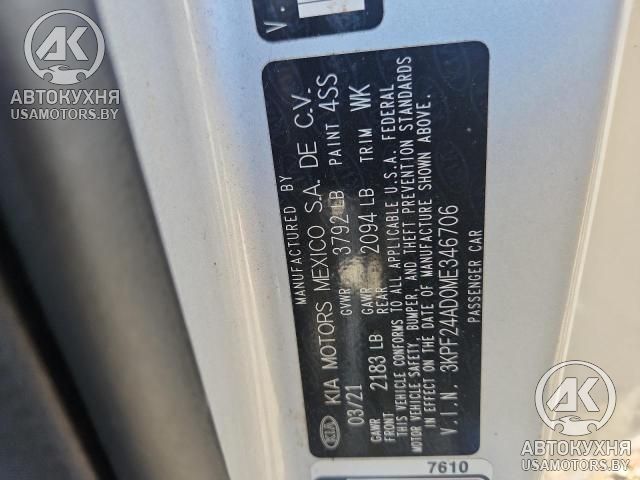 AK
АВТОКУХНЯ
USAMOTORS.BY
V.
MANUFACTURED BY
KIA KIA MOTORS MEXICO S.A. DE C.V.
03/21 GVWR 3792 LB PAINT 4SS
GAWR FRONT 2183 LB GAWR REAR 2094 LB TRIM WK
THIS VEHICLE CONFORMS TO ALL APPLICABLE U.S.A. FEDERAL
MOTOR VEHICLE SAFETY, BUMPER, AND THEFT PREVENTION STANDARDS
IN EFFECT ON THE DATE OF MANUFACTURE SHOWN ABOVE.
V.I.N. 3KPF24AD0ME346706
PASSENGER CAR
7610
AK
АВТОКУХНЯ
USAMOTORS.BY